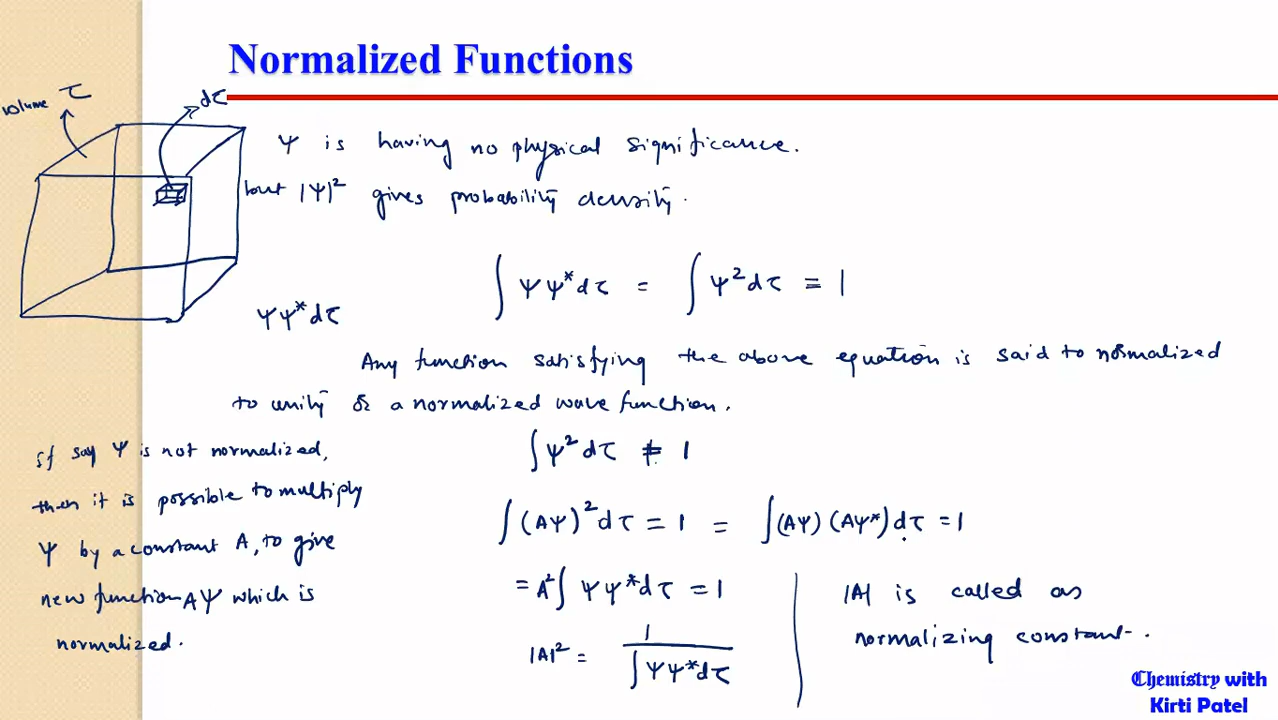 Normalized Functions
volume τ
dτ
Ψ is having no physical significance.
but |Ψ|² gives probability density.
∫ ΨΨ*dτ = ∫ Ψ²dτ = 1
ΨΨ*dτ
Any function satisfying the above equation is said to normalized
to unity or a normalized wave function.
If say Ψ is not normalized,
then it is possible to multiply
Ψ by a constant A, to give
new function AΨ which is
normalized.
∫Ψ²dτ ≠ 1
∫(AΨ)²dτ = 1 = ∫(AΨ)(AΨ*)dτ = 1
= A²∫ ΨΨ*dτ = 1
|A|² = 1 / ∫ΨΨ*dτ
|A| is called as
normalizing constant.
Chemistry with
Kirti Patel